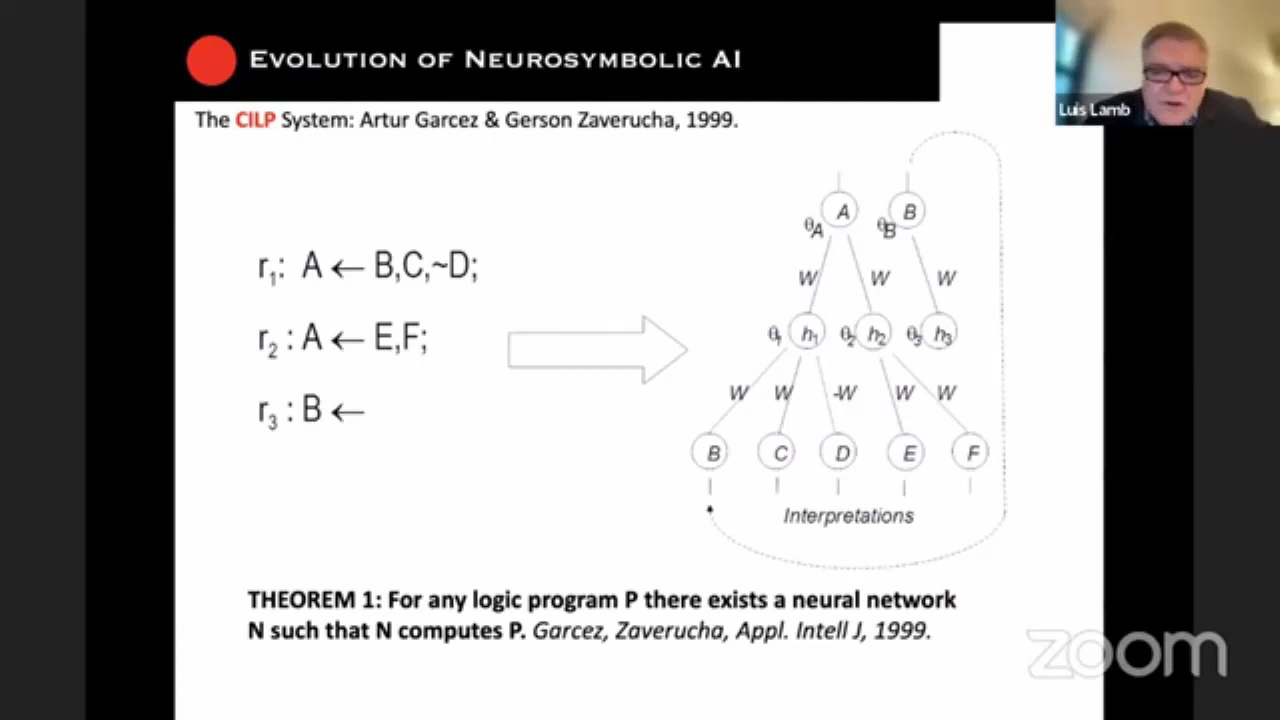 EVOLUTION OF NEUROSYMBOLIC AI
Luis Lamb
The CILP System: Artur Garcez & Gerson Zaverucha, 1999.
r₁: A ← B,C,~D;
r₂ : A ← E,F;
r₃ : B ←
A B
θA θB
W W W
θ₁ h₁ θ₂ h₂ θ₃ h₃
W W -W W W
B C D E F
Interpretations
THEOREM 1: For any logic program P there exists a neural network
N such that N computes P. Garcez, Zaverucha, Appl. Intell J, 1999.
zoom